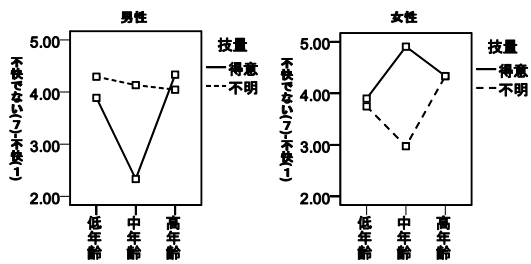 男性
技量
得意
不明
不快でない(7)-不快(1)
5.00
4.00
3.00
2.00
低年齢
中年齢
高年齢
女性
技量
得意
不明
不快でない(7)-不快(1)
5.00
4.00
3.00
2.00
低年齢
中年齢
高年齢